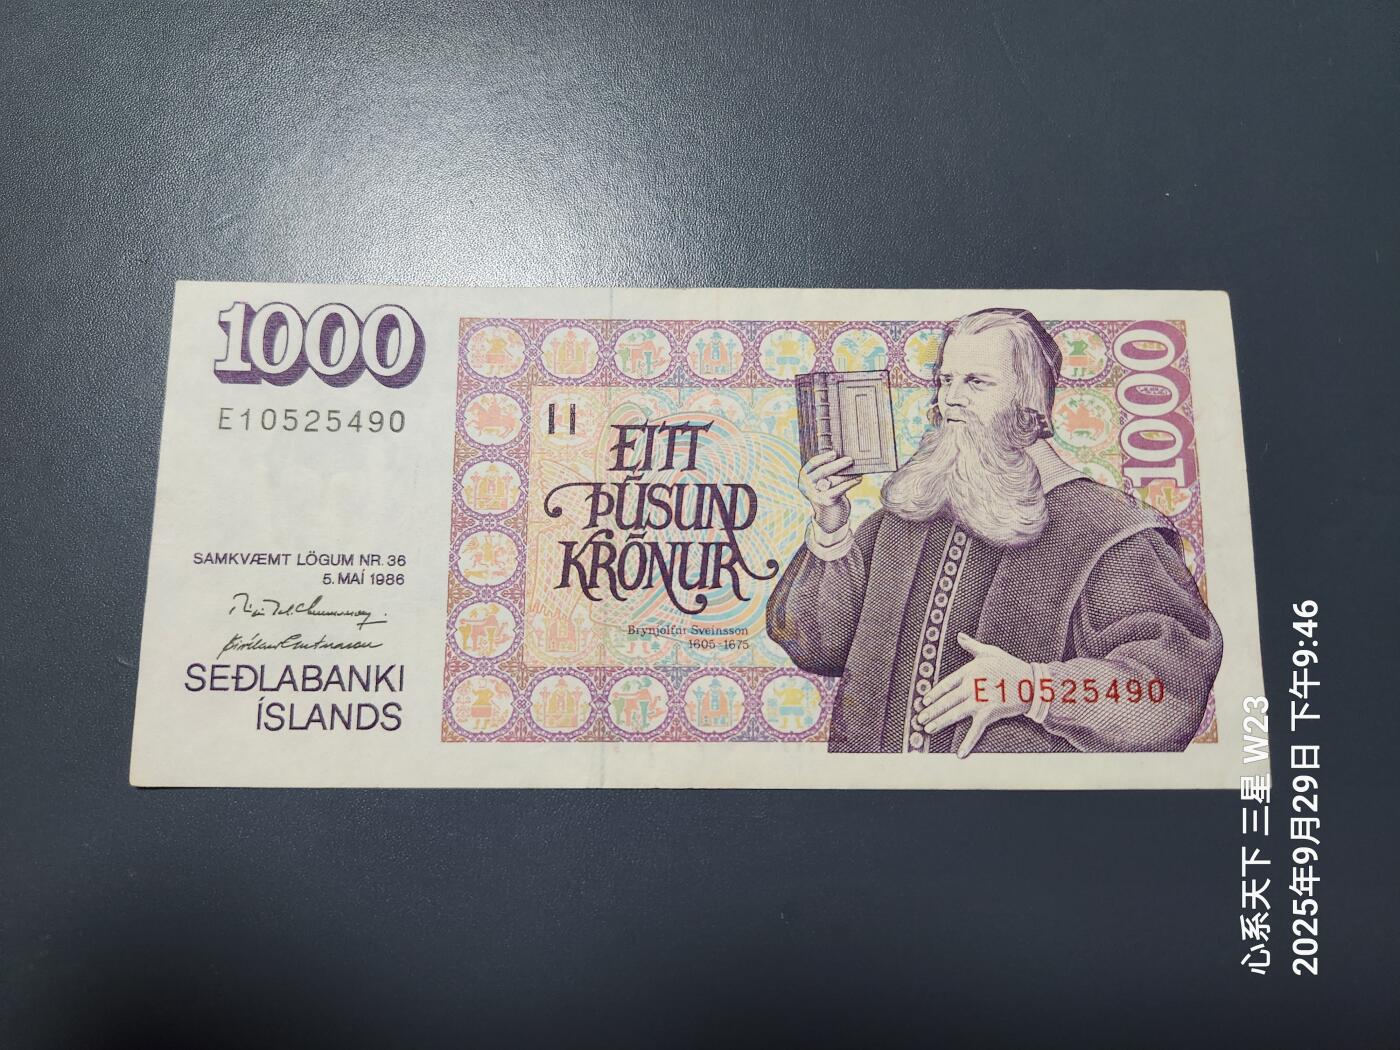 1000
E10525490
SAMKVÆMT LÖGUM NR. 36
5. MAÍ 1986
SEÐLABANKI
ÍSLANDS
EITT
ÞÚSUND
KRÓNUR
Brynjólfur Sveinsson
1605-1675
1000
E10525490
心系天下 三星 W23
2025年9月29日 下午9:46